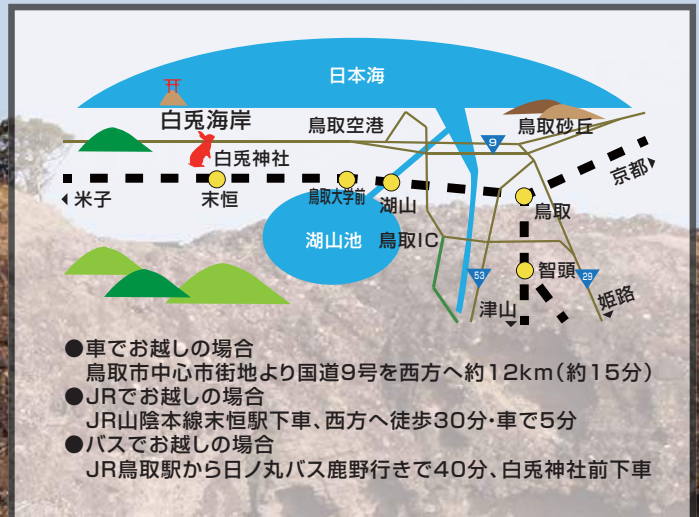 日本海
白兎海岸
鳥取空港
9
鳥取砂丘
白兎神社
京都
米子
末恒
鳥取大学前
湖山
鳥取
湖山池
鳥取IC
53
智頭
29
津山
姫路
●車でお越しの場合
鳥取市中心市街地より国道9号を西方へ約12km(約15分)
●JRでお越しの場合
JR山陰本線末恒駅下車、西方へ徒歩30分・車で5分
●バスでお越しの場合
JR鳥取駅から日ノ丸バス鹿野行きで40分、白兎神社前下車